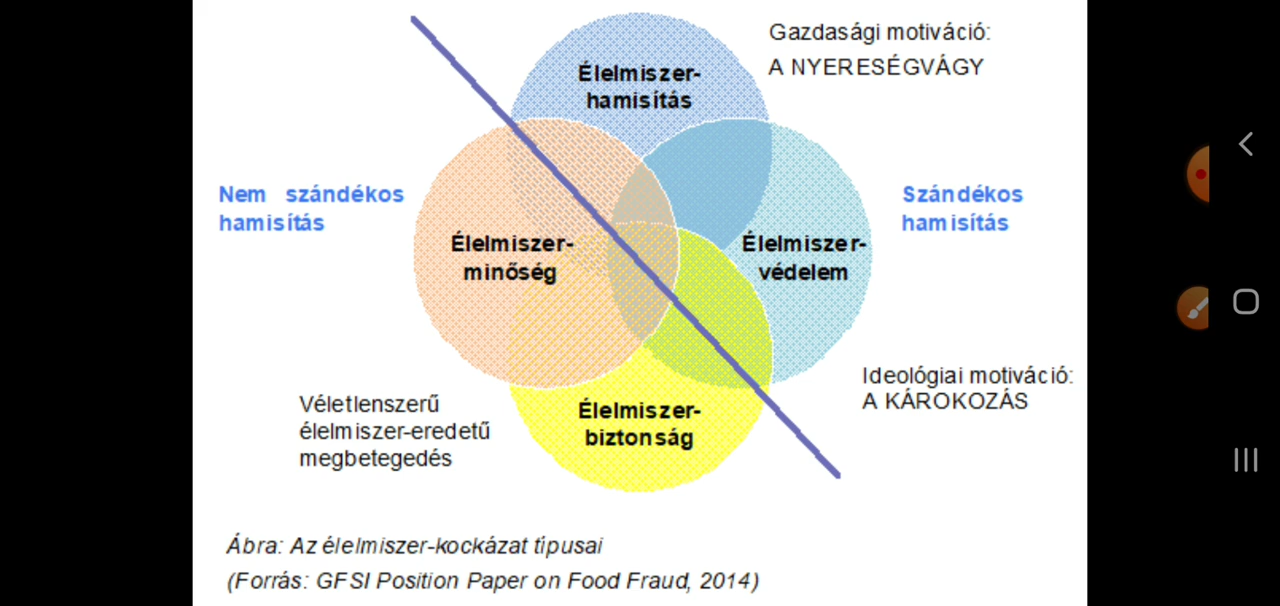 Gazdasági motiváció:
A NYERESÉGVÁGY
Élelmiszer-
hamisítás
Nem szándékos
hamisítás
Szándékos
hamisítás
Élelmiszer-
minőség
Élelmiszer-
védelem
Ideológiai motiváció:
A KÁROKOZÁS
Véletlenszerű
élelmiszer-eredetű
megbetegedés
Élelmiszer-
biztonság
Ábra: Az élelmiszer-kockázat típusai
(Forrás: GFSI Position Paper on Food Fraud, 2014)